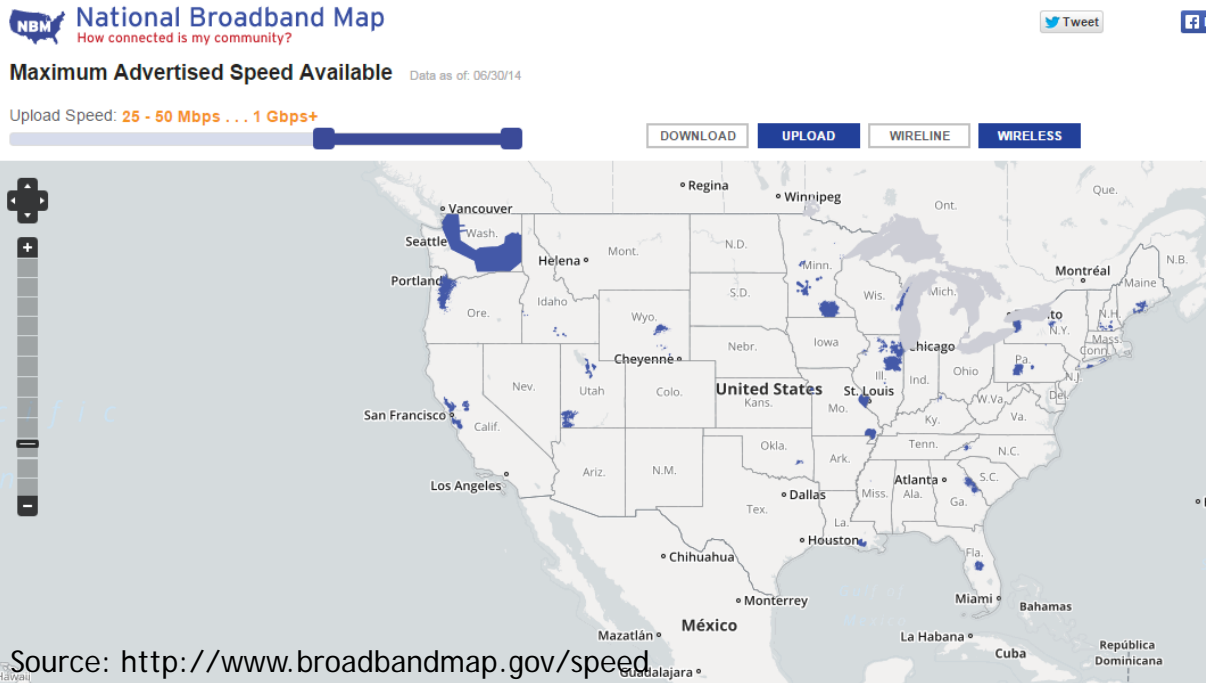 NBM National Broadband Map
How connected is my community?
Tweet
Maximum Advertised Speed Available Data as of: 06/30/14
Upload Speed: 25 - 50 Mbps . . . 1 Gbps+
DOWNLOAD UPLOAD WIRELINE WIRELESS
Regina
Winnipeg
Que.
Ont.
Vancouver
Seattle
Wash.
Mont.
N.D.
Minn.
Helena
Montréal
N.B.
Maine
Portland
Ore.
Idaho
S.D.
Wis.
Mich.
N.H.
N.Y.
Mass.
Conn.
Wyo.
Iowa
Chicago
Cheyenne
Nebr.
Pa.
N.J.
Nev.
Utah
Colo.
United States
Kans.
St. Louis
Mo.
Ill.
Ind.
Ohio
W.Va.
Del.
San Francisco
Calif.
Ky.
Va.
Los Angeles
Ariz.
N.M.
Okla.
Ark.
Tenn.
N.C.
Atlanta
S.C.
Dallas
Tex.
Miss.
Ala.
Ga.
La.
Houston
Chihuahua
Fla.
Monterrey
Miami
Bahamas
Gulf of
México
México
Mazatlán
La Habana
Cuba
República
Dominicana
Source: http://www.broadbandmap.gov/speed
Guadalajara
Hawaii